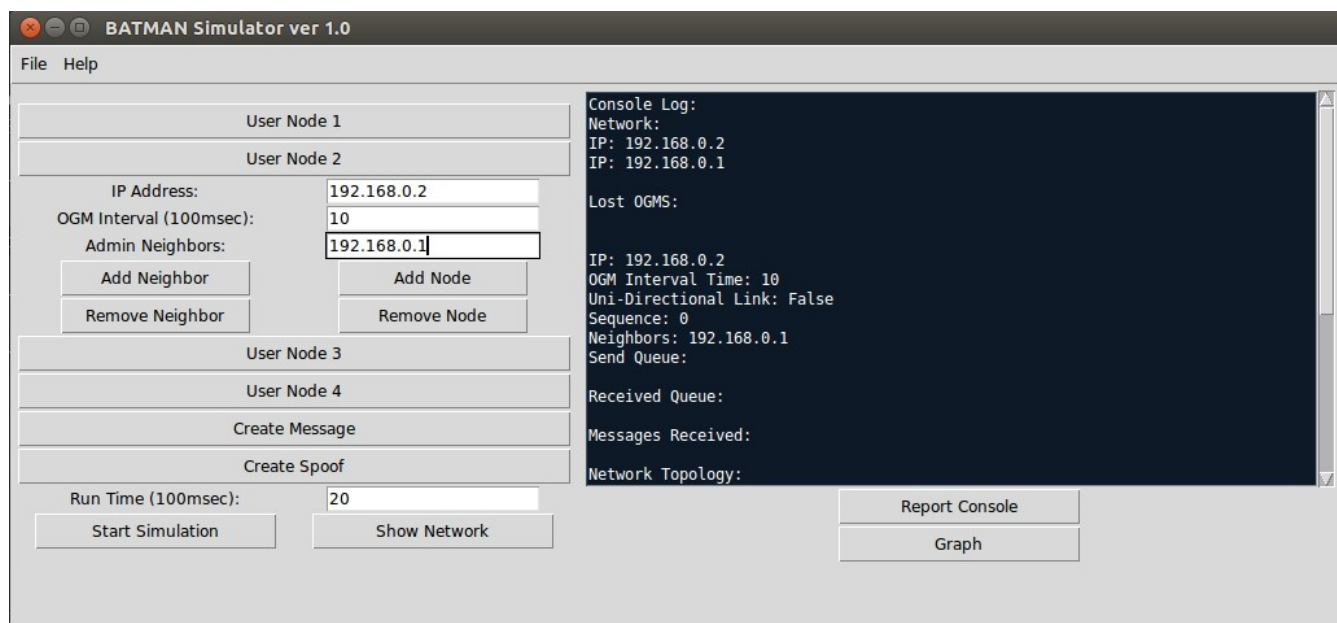 BATMAN Simulator ver 1.0
File Help
User Node 1
User Node 2
IP Address: 192.168.0.2
OGM Interval (100msec): 10
Admin Neighbors: 192.168.0.1
Add Neighbor Add Node
Remove Neighbor Remove Node
User Node 3
User Node 4
Create Message
Create Spoof
Run Time (100msec): 20
Start Simulation Show Network
Console Log:
Network:
IP: 192.168.0.2
IP: 192.168.0.1
Lost OGMS:
IP: 192.168.0.2
OGM Interval Time: 10
Uni-Directional Link: False
Sequence: 0
Neighbors: 192.168.0.1
Send Queue:
Received Queue:
Messages Received:
Network Topology:
Report Console
Graph